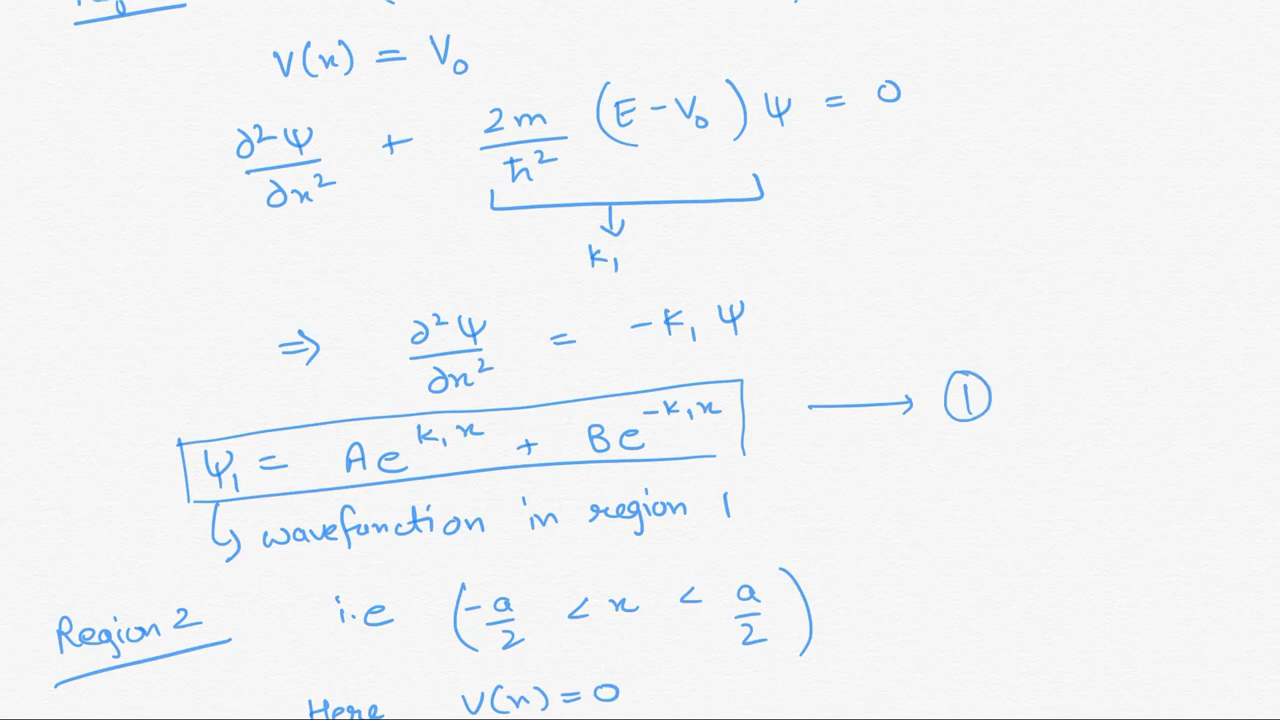 V(x) = V₀
∂²Ψ/∂x² + 2m/ħ² (E - V₀) Ψ = 0
k₁
⇒ ∂²Ψ/∂x² = -k₁ Ψ
Ψ₁ = Ae^{k₁x} + Be^{-k₁x} → ①
↳ wavefunction in region 1
Region 2 i.e (-a/2 < x < a/2)
Here V(x) = 0